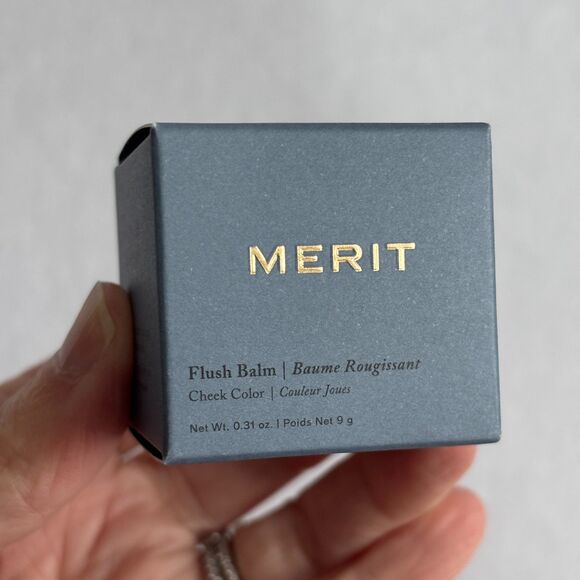 MERIT
Flush Balm | Baume Rougissant
Cheek Color | Couleur Joues
Net Wt. 0.31 oz. | Poids Net 9 g